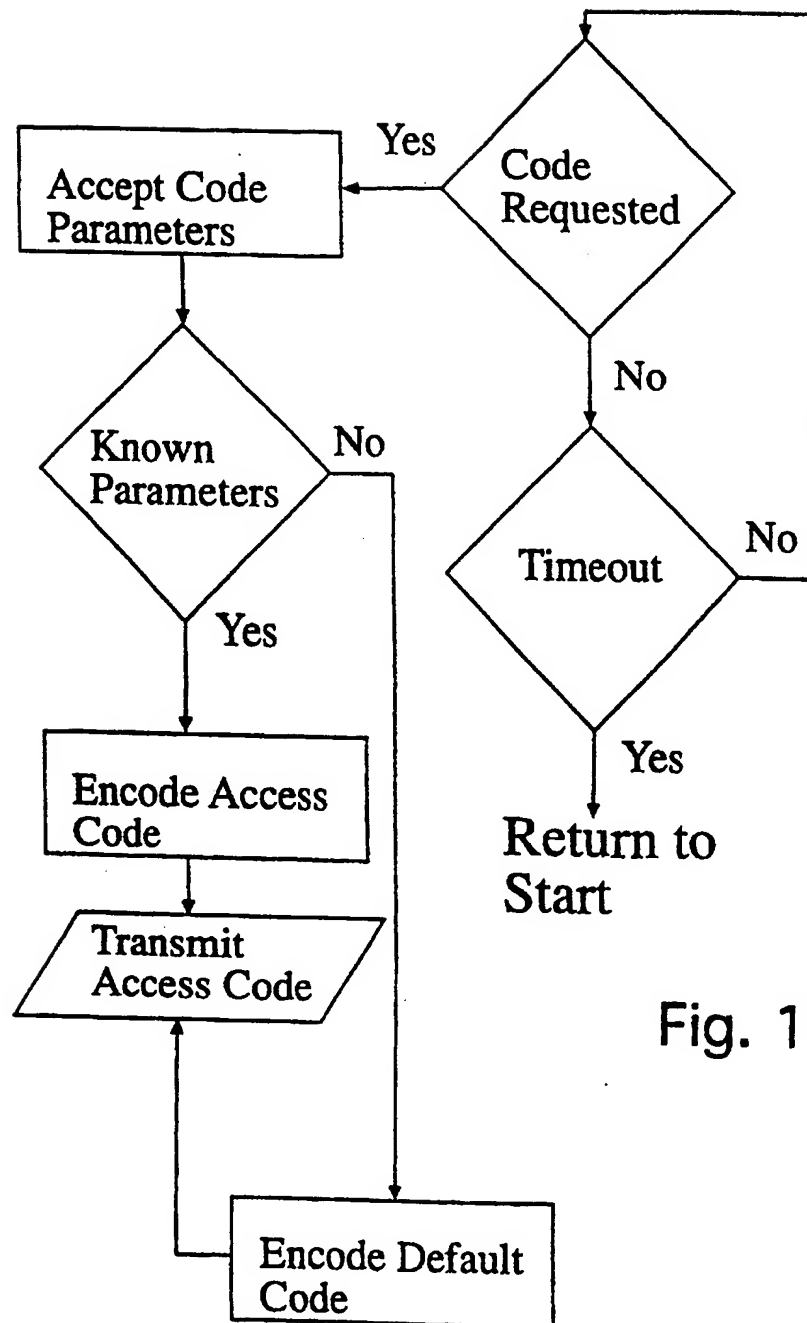 Code
Requested
Yes
Accept Code
Parameters
No
Known
Parameters
No
Timeout
No
Yes
Yes
Encode Access
Code
Return to
Start
Transmit
Access Code
Fig. 1
Encode Default
Code